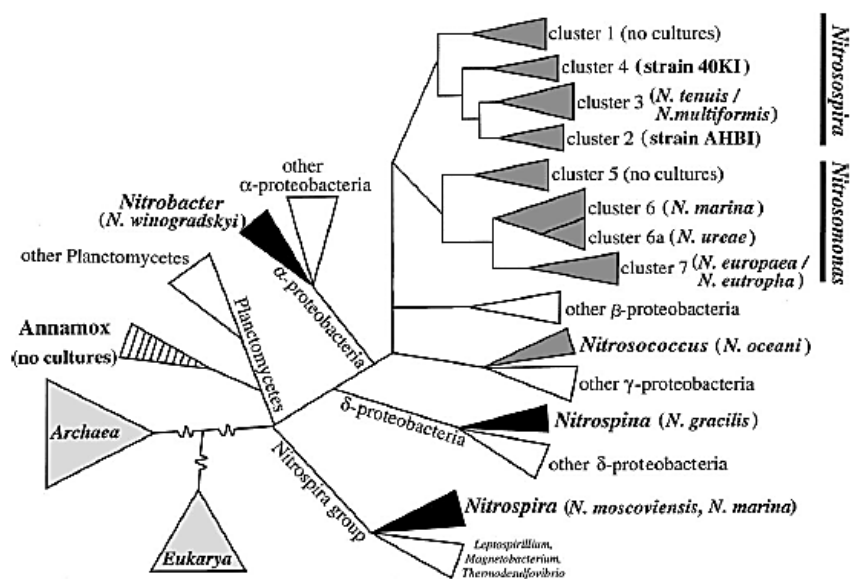 cluster 1 (no cultures)
cluster 4 (strain 40KI)
cluster 3 (N. tenuis /
N.multiformis)
cluster 2 (strain AHBI)
Nitrosospira
cluster 5 (no cultures)
cluster 6 (N. marina)
cluster 6a (N. ureae)
cluster 7 (N. europaea /
N. eutropha)
Nitrosomonas
other
α-proteobacteria
Nitrobacter
(N. winogradskyi)
other Planctomycetes
Annamox
(no cultures)
Planctomycetes
α-proteobacteria
other β-proteobacteria
Nitrosococcus (N. oceani)
other γ-proteobacteria
δ-proteobacteria
Nitrospina (N. gracilis)
other δ-proteobacteria
Archaea
Eukarya
Nitrospira group
Nitrospira (N. moscoviensis, N. marina)
Leptospirillium,
Magnetobacterium,
Thermodesulfovibrio